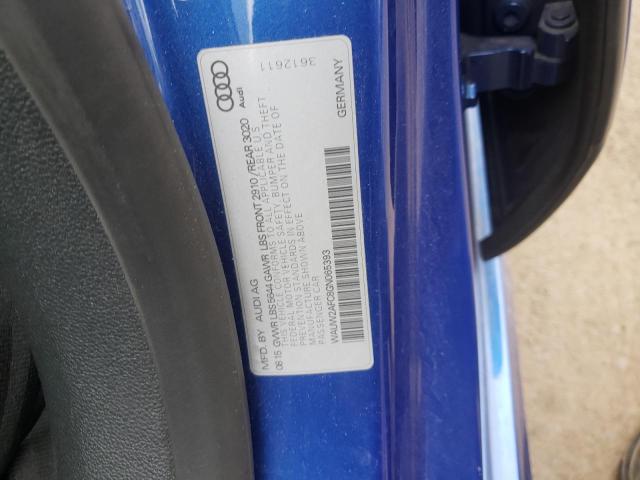 MFD. BY AUDI AG
08.15 GVWR LBS 5644 GAWR LBS FRONT 2910 / REAR 3020
THIS VEHICLE CONFORMS TO ALL APPLICABLE U.S.
FEDERAL MOTOR VEHICLE SAFETY, BUMPER AND THEFT
PREVENTION STANDARDS IN EFFECT ON THE DATE OF
MANUFACTURE SHOWN ABOVE
PASSENGER CAR
WAUW2AFC8GN065393
GERMANY
Audi
3612611